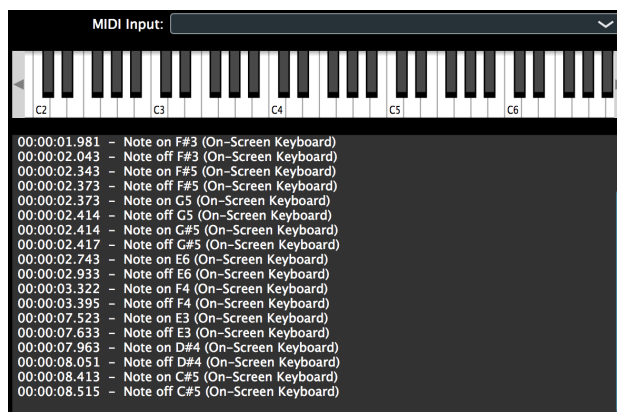 MIDI Input:
C2 C3 C4 C5 C6
00:00:01.981 – Note on F#3 (On-Screen Keyboard)
00:00:02.043 – Note off F#3 (On-Screen Keyboard)
00:00:02.343 – Note on F#5 (On-Screen Keyboard)
00:00:02.373 – Note off F#5 (On-Screen Keyboard)
00:00:02.373 – Note on G5 (On-Screen Keyboard)
00:00:02.414 – Note off G5 (On-Screen Keyboard)
00:00:02.414 – Note on G#5 (On-Screen Keyboard)
00:00:02.417 – Note off G#5 (On-Screen Keyboard)
00:00:02.743 – Note on E6 (On-Screen Keyboard)
00:00:02.933 – Note off E6 (On-Screen Keyboard)
00:00:03.322 – Note on F4 (On-Screen Keyboard)
00:00:03.395 – Note off F4 (On-Screen Keyboard)
00:00:07.523 – Note on E3 (On-Screen Keyboard)
00:00:07.633 – Note off E3 (On-Screen Keyboard)
00:00:07.963 – Note on D#4 (On-Screen Keyboard)
00:00:08.051 – Note off D#4 (On-Screen Keyboard)
00:00:08.413 – Note on C#5 (On-Screen Keyboard)
00:00:08.515 – Note off C#5 (On-Screen Keyboard)